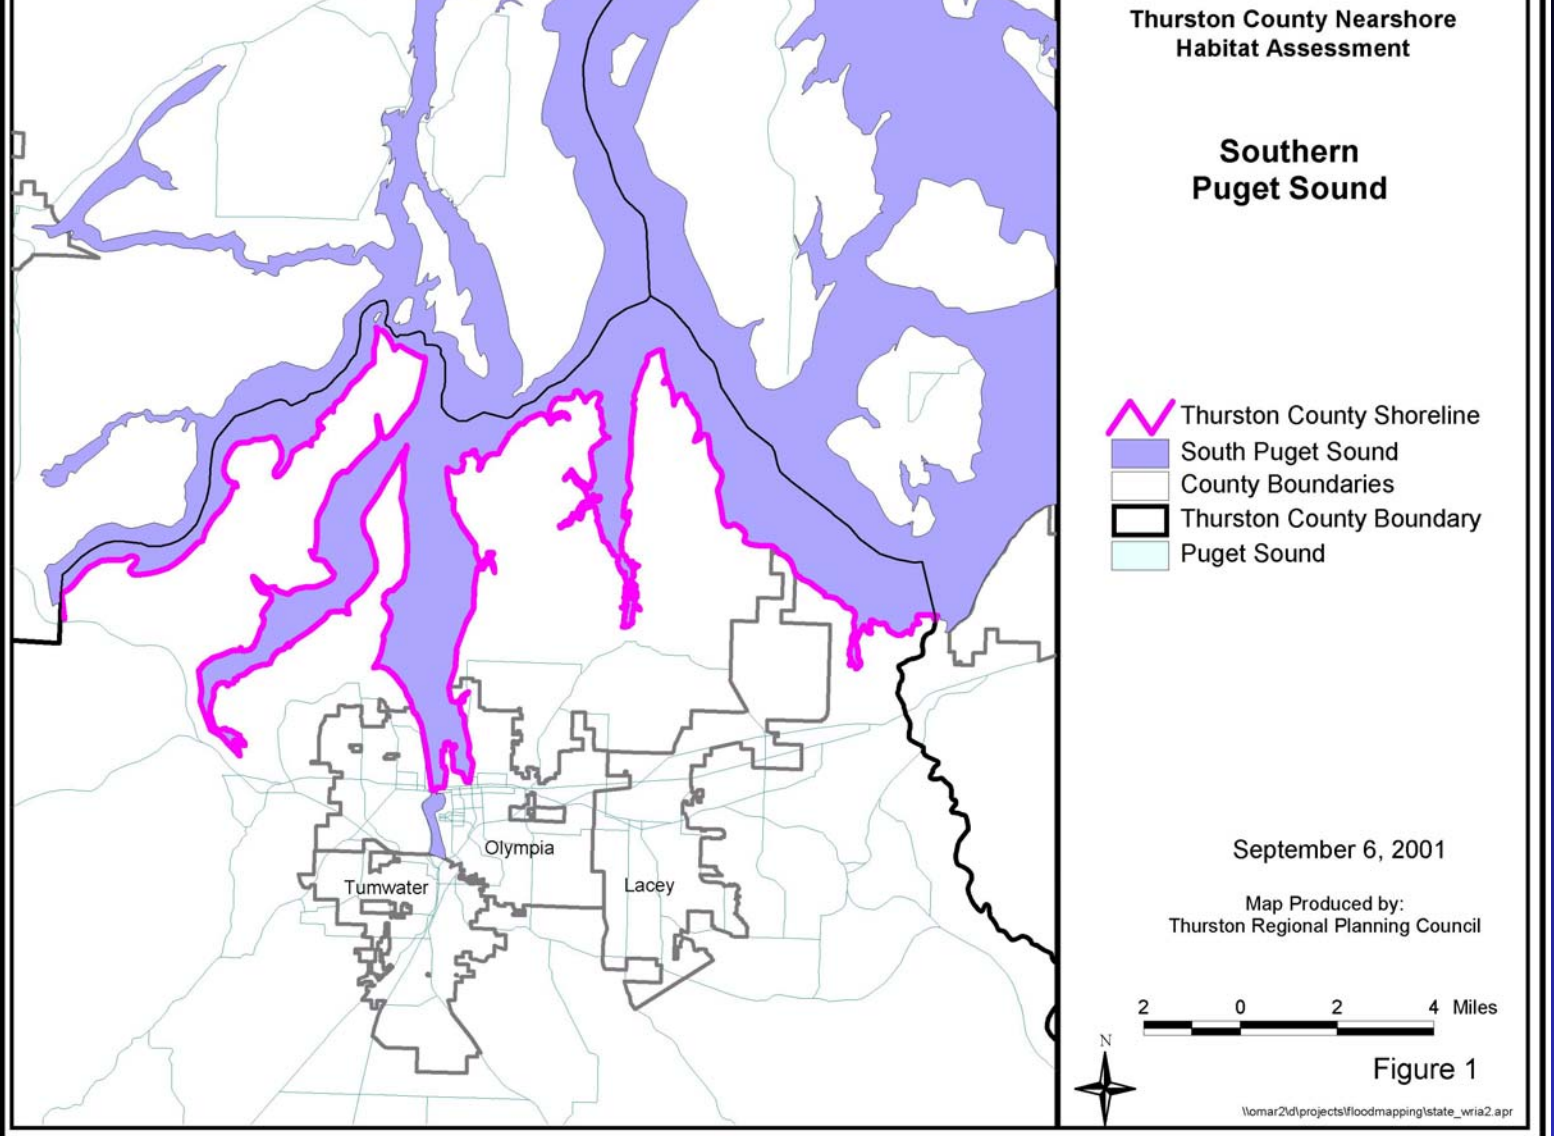 Thurston County Nearshore
Habitat Assessment
Southern
Puget Sound
Thurston County Shoreline
South Puget Sound
County Boundaries
Thurston County Boundary
Puget Sound
Olympia
Tumwater
Lacey
September 6, 2001
Map Produced by:
Thurston Regional Planning Council
2 0 2 4 Miles
N
Figure 1
\\omar2\d\projects\floodmapping\state_wria2.apr